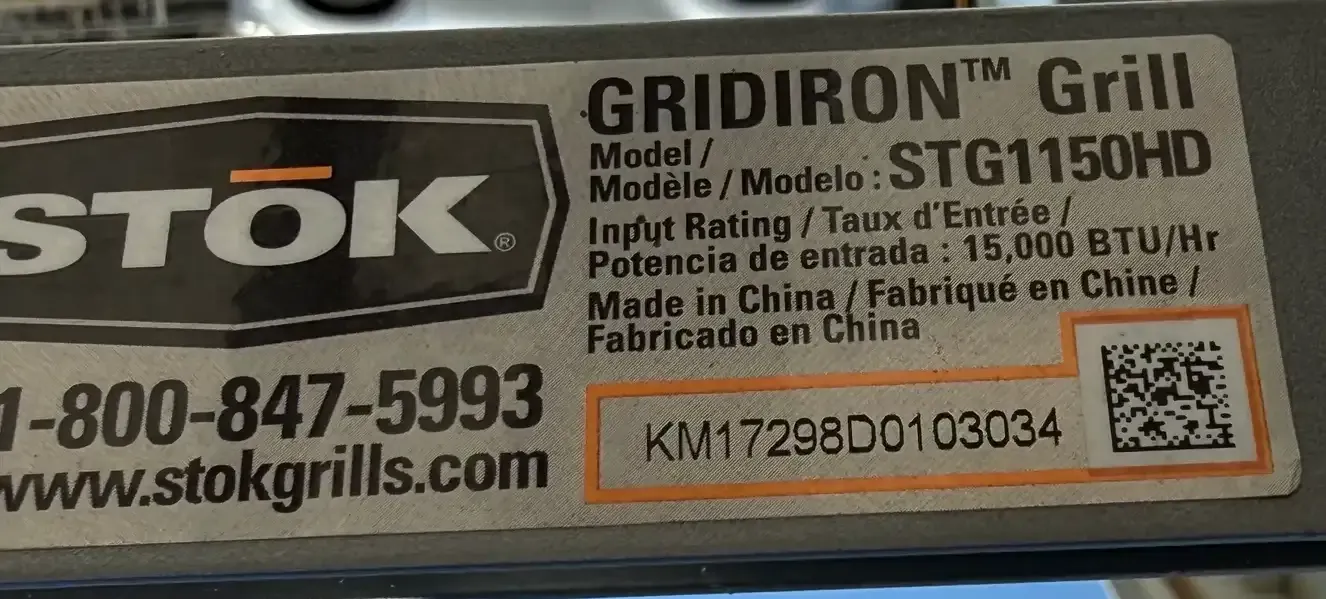 STōK®
1-800-847-5993
www.stokgrills.com
GRIDIRON™ Grill
Model /
Modèle / Modelo : STG1150HD
Input Rating / Taux d'Entrée /
Potencia de entrada : 15,000 BTU/Hr
Made in China / Fabriqué en Chine /
Fabricado en China
KM17298D0103034